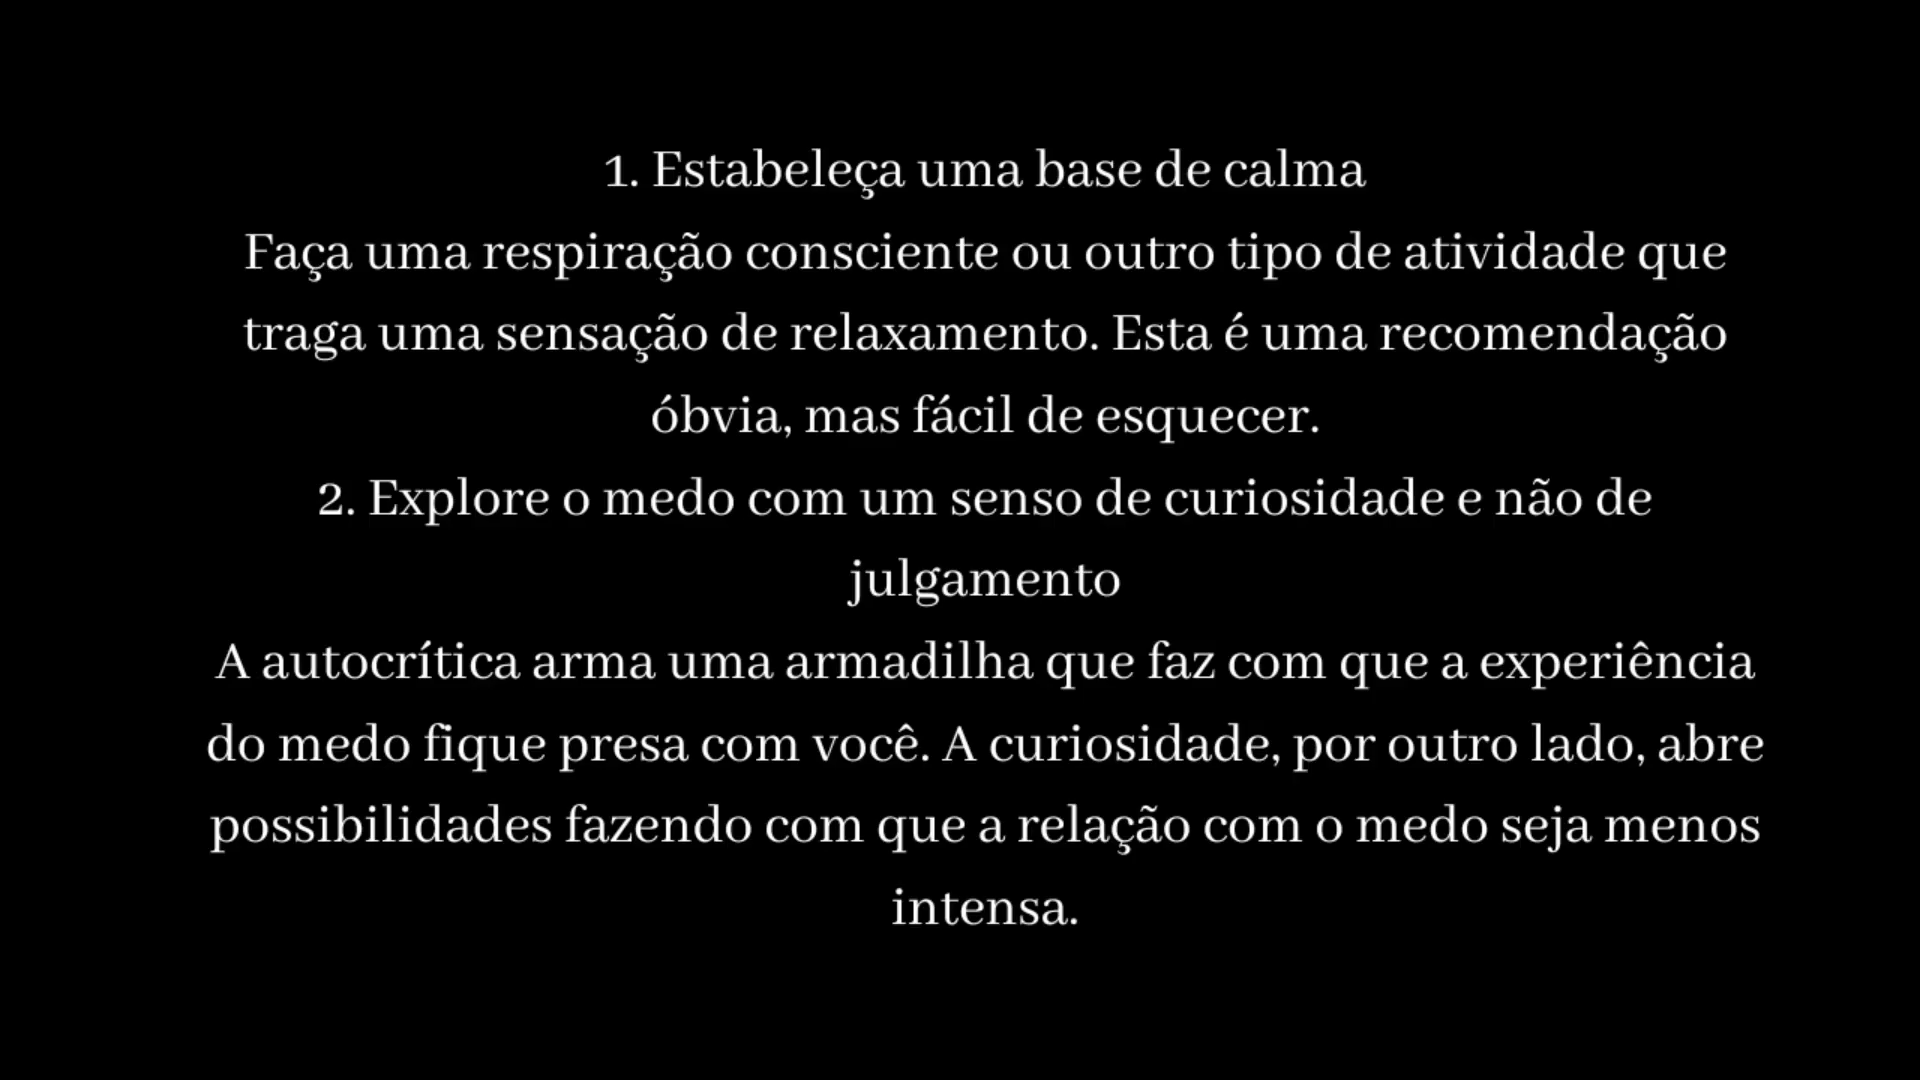 1. Estabeleça uma base de calma
Faça uma respiração consciente ou outro tipo de atividade que
traga uma sensação de relaxamento. Esta é uma recomendação
óbvia, mas fácil de esquecer.
2. Explore o medo com um senso de curiosidade e não de
julgamento
A autocrítica arma uma armadilha que faz com que a experiência
do medo fique presa com você. A curiosidade, por outro lado, abre
possibilidades fazendo com que a relação com o medo seja menos
intensa.